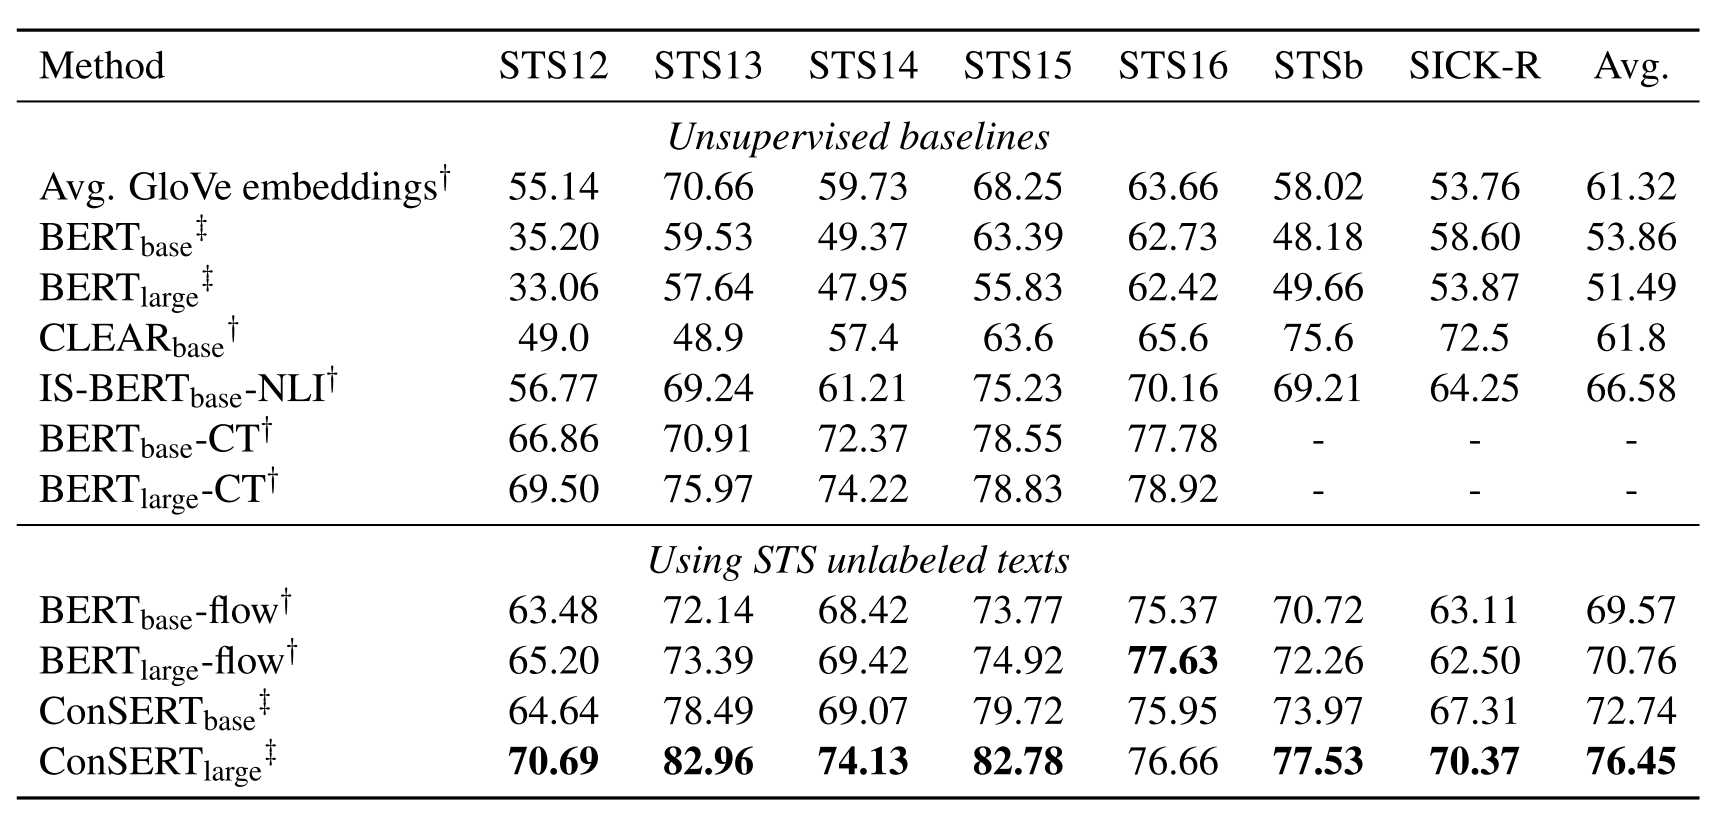 Method STS12 STS13 STS14 STS15 STS16 STSb SICK-R Avg.
Unsupervised baselines
Avg. GloVe embeddings† 55.14 70.66 59.73 68.25 63.66 58.02 53.76 61.32
BERTbase‡ 35.20 59.53 49.37 63.39 62.73 48.18 58.60 53.86
BERTlarge‡ 33.06 57.64 47.95 55.83 62.42 49.66 53.87 51.49
CLEARbase† 49.0 48.9 57.4 63.6 65.6 75.6 72.5 61.8
IS-BERTbase-NLI† 56.77 69.24 61.21 75.23 70.16 69.21 64.25 66.58
BERTbase-CT† 66.86 70.91 72.37 78.55 77.78 - - -
BERTlarge-CT† 69.50 75.97 74.22 78.83 78.92 - - -
Using STS unlabeled texts
BERTbase-flow† 63.48 72.14 68.42 73.77 75.37 70.72 63.11 69.57
BERTlarge-flow† 65.20 73.39 69.42 74.92 77.63 72.26 62.50 70.76
ConSERTbase‡ 64.64 78.49 69.07 79.72 75.95 73.97 67.31 72.74
ConSERTlarge‡ 70.69 82.96 74.13 82.78 76.66 77.53 70.37 76.45